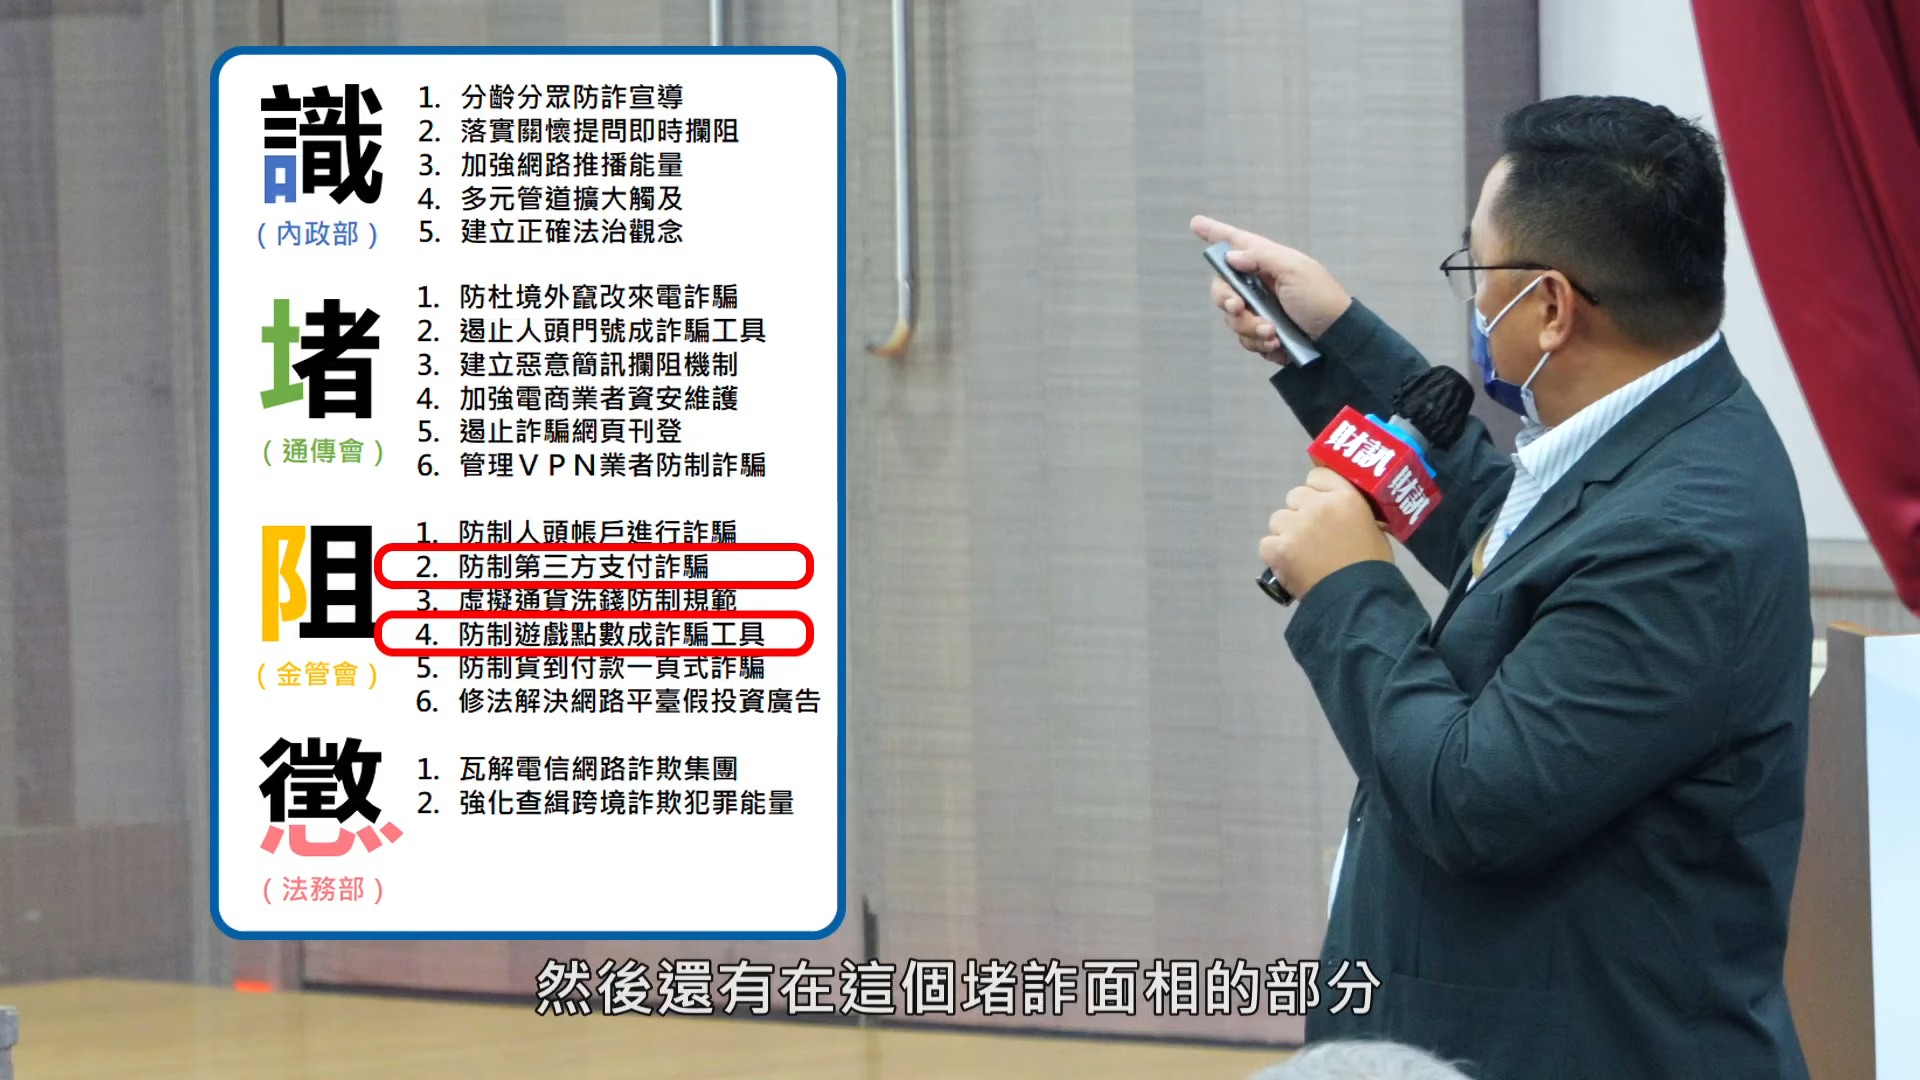 識
(內政部)
1. 分齡分眾防詐宣導
2. 落實關懷提問即時攔阻
3. 加強網路推播能量
4. 多元管道擴大觸及
5. 建立正確法治觀念
堵
(通傳會)
1. 防杜境外竄改來電詐騙
2. 遏止人頭門號成詐騙工具
3. 建立惡意簡訊攔阻機制
4. 加強電商業者資安維護
5. 遏止詐騙網頁刊登
6. 管理VPN業者防制詐騙
阻
(金管會)
1. 防制人頭帳戶進行詐騙
2. 防制第三方支付詐騙
3. 虛擬通貨洗錢防制規範
4. 防制遊戲點數成詐騙工具
5. 防制貨到付款一頁式詐騙
6. 修法解決網路平臺假投資廣告
懲
(法務部)
1. 瓦解電信網路詐欺集團
2. 強化查緝跨境詐欺犯罪能量
財訊
財訊
然後還有在這個堵詐面相的部分